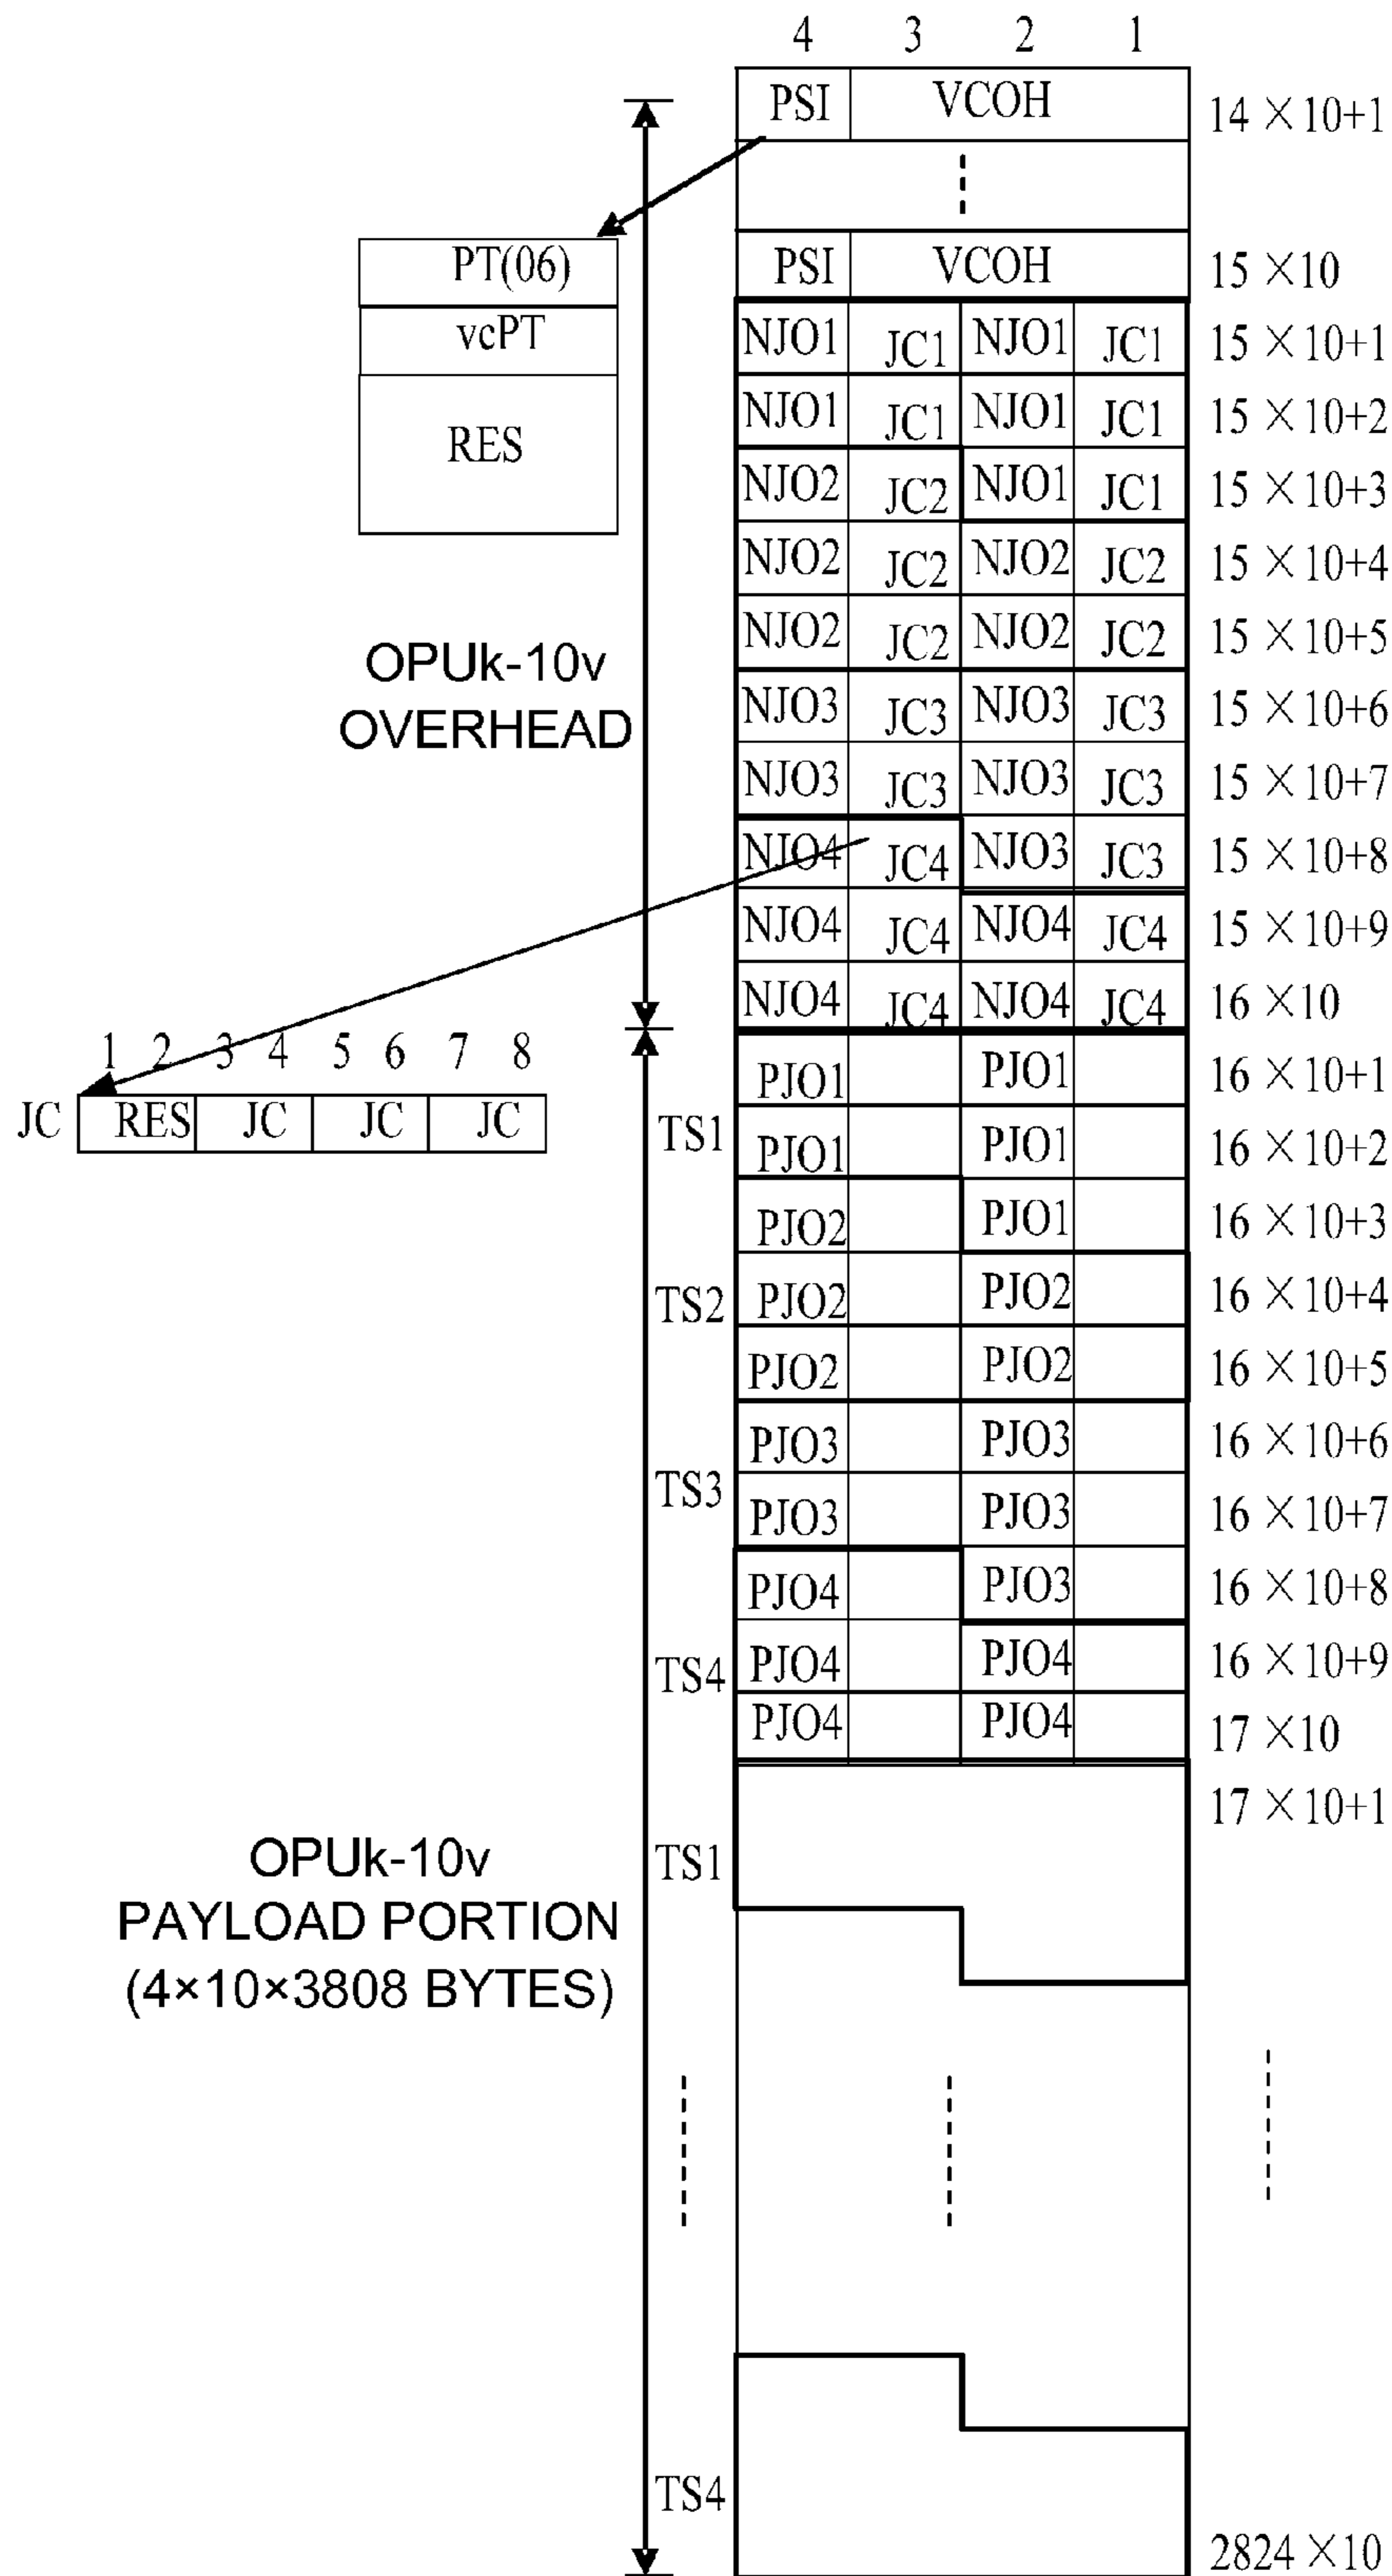 4 3 2 1
PSI VCOH 14 ×10+1
PSI VCOH 15 ×10
PT(06)
vcPT
RES
NJO1 JC1 NJO1 JC1 15 ×10+1
NJO1 JC1 NJO1 JC1 15 ×10+2
NJO2 JC2 NJO1 JC1 15 ×10+3
NJO2 JC2 NJO2 JC2 15 ×10+4
NJO2 JC2 NJO2 JC2 15 ×10+5
NJO3 JC3 NJO3 JC3 15 ×10+6
NJO3 JC3 NJO3 JC3 15 ×10+7
NJO4 JC4 NJO3 JC3 15 ×10+8
NJO4 JC4 NJO4 JC4 15 ×10+9
NJO4 JC4 NJO4 JC4 16 ×10
OPUk-10v
OVERHEAD
1 2 3 4 5 6 7 8
JC RES JC JC JC
PJO1 PJO1 16 ×10+1
TS1
PJO1 PJO1 16 ×10+2
PJO2 PJO1 16 ×10+3
TS2
PJO2 PJO2 16 ×10+4
PJO2 PJO2 16 ×10+5
PJO3 PJO3 16 ×10+6
TS3
PJO3 PJO3 16 ×10+7
PJO4 PJO3 16 ×10+8
TS4
PJO4 PJO4 16 ×10+9
PJO4 PJO4 17 ×10
17 ×10+1
TS1
OPUk-10v
PAYLOAD PORTION
(4×10×3808 BYTES)
TS4
2824 ×10